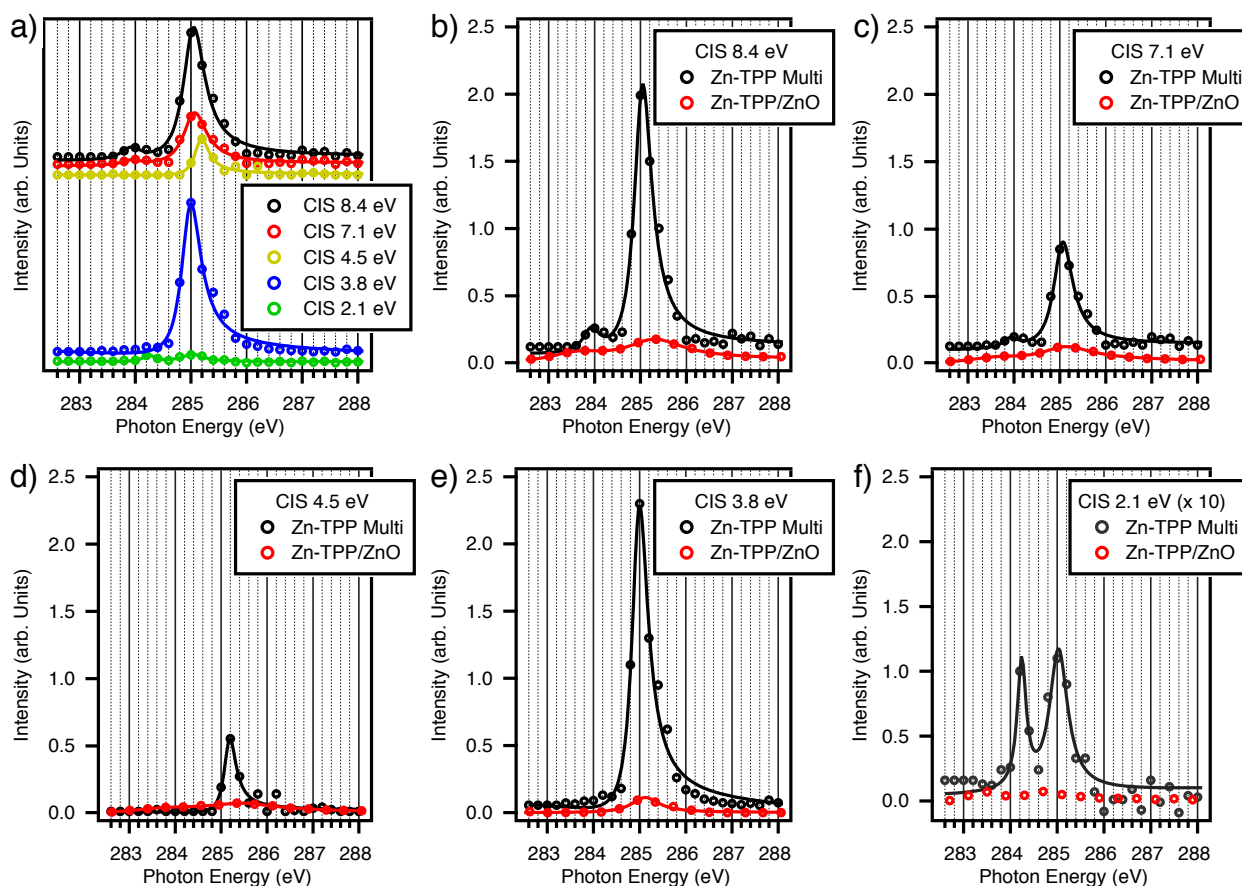 a)
Intensity (arb. Units)
CIS 8.4 eV
CIS 7.1 eV
CIS 4.5 eV
CIS 3.8 eV
CIS 2.1 eV
283 284 285 286 287 288
Photon Energy (eV)
b)
CIS 8.4 eV
Zn-TPP Multi
Zn-TPP/ZnO
Intensity (arb. Units)
2.5
2.0
1.5
1.0
0.5
0.0
283 284 285 286 287 288
Photon Energy (eV)
c)
CIS 7.1 eV
Zn-TPP Multi
Zn-TPP/ZnO
Intensity (arb. Units)
2.5
2.0
1.5
1.0
0.5
0.0
283 284 285 286 287 288
Photon Energy (eV)
d)
CIS 4.5 eV
Zn-TPP Multi
Zn-TPP/ZnO
Intensity (arb. Units)
2.5
2.0
1.5
1.0
0.5
0.0
283 284 285 286 287 288
Photon Energy (eV)
e)
CIS 3.8 eV
Zn-TPP Multi
Zn-TPP/ZnO
Intensity (arb. Units)
2.5
2.0
1.5
1.0
0.5
0.0
283 284 285 286 287 288
Photon Energy (eV)
f)
CIS 2.1 eV (x 10)
Zn-TPP Multi
Zn-TPP/ZnO
Intensity (arb. Units)
2.5
2.0
1.5
1.0
0.5
0.0
283 284 285 286 287 288
Photon Energy (eV)